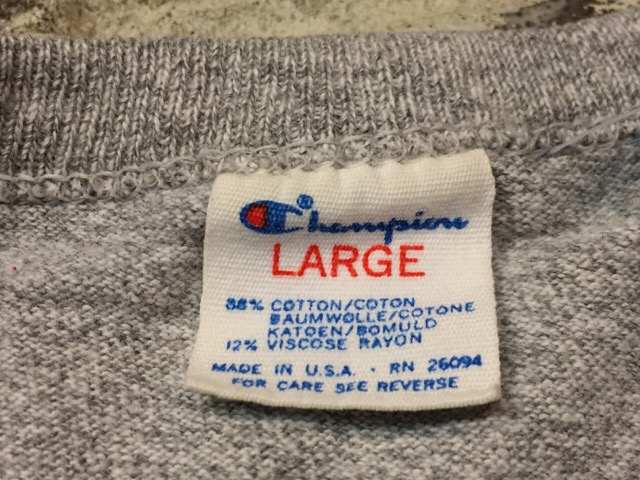 Champion®
LARGE
88% COTTON/COTON
BAUMWOLLE/COTONE
KATOEN/BOMULD
12% VISCOSE RAYON
MADE IN U.S.A. · RN 26094
FOR CARE SEE REVERSE